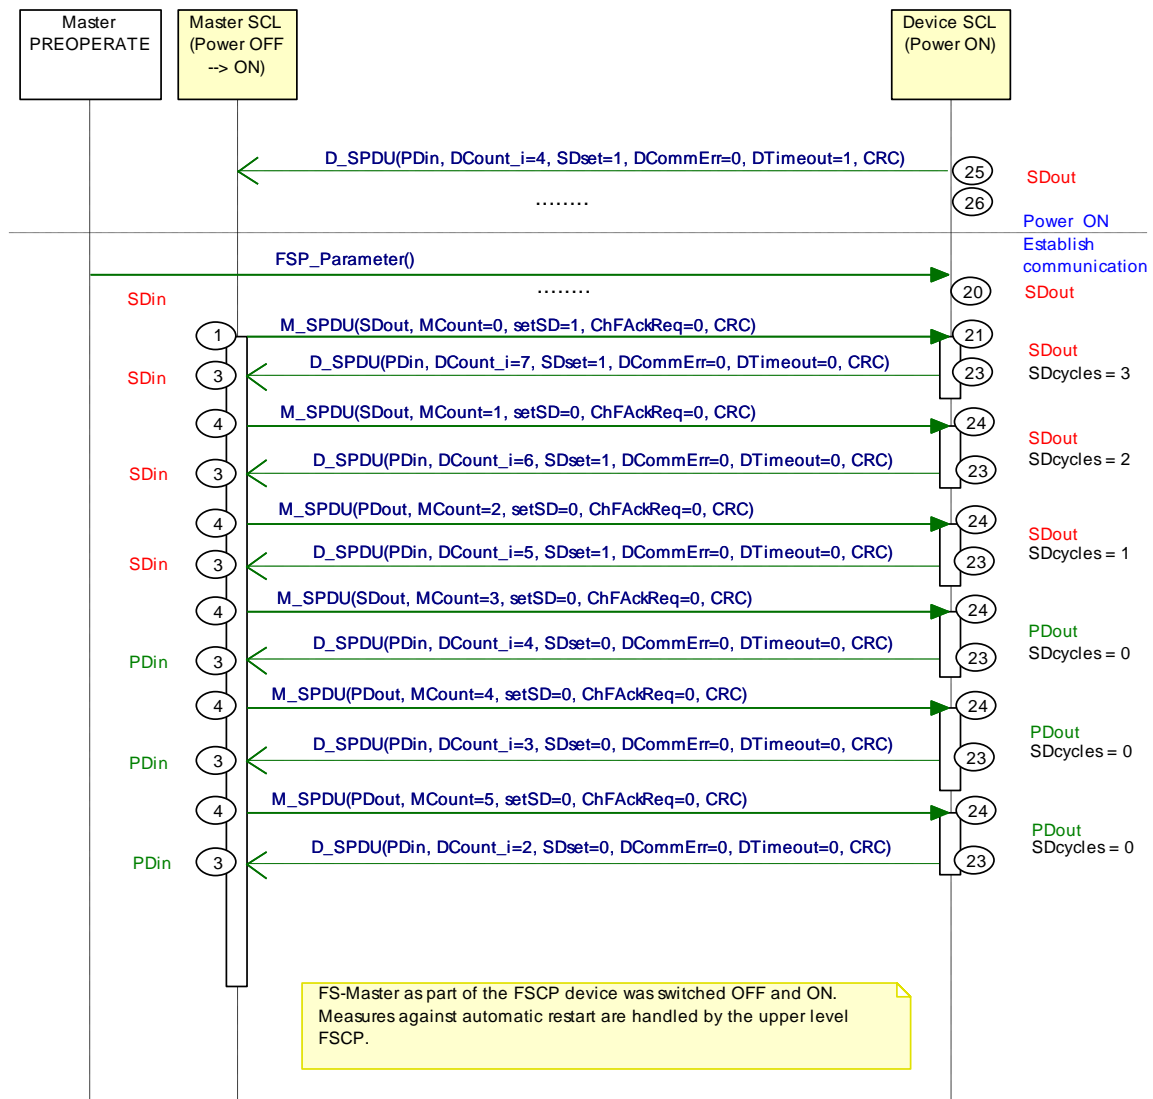 Master
PREOPERATE
Master SCL
(Power OFF
--> ON)
Device SCL
(Power ON)
D_SPDU(PDin, DCount_i=4, SDset=1, DCommErr=0, DTimeout=1, CRC)
25
SDout
........
26
Power ON
Establish
communication
FSP_Parameter()
........
20
SDout
SDin
1
M_SPDU(SDout, MCount=0, setSD=1, ChFAckReq=0, CRC)
21
SDout
SDcycles = 3
SDin
3
D_SPDU(PDin, DCount_i=7, SDset=1, DCommErr=0, DTimeout=0, CRC)
23
4
M_SPDU(SDout, MCount=1, setSD=0, ChFAckReq=0, CRC)
24
SDout
SDcycles = 2
SDin
3
D_SPDU(PDin, DCount_i=6, SDset=1, DCommErr=0, DTimeout=0, CRC)
23
4
M_SPDU(PDout, MCount=2, setSD=0, ChFAckReq=0, CRC)
24
SDout
SDcycles = 1
SDin
3
D_SPDU(PDin, DCount_i=5, SDset=1, DCommErr=0, DTimeout=0, CRC)
23
4
M_SPDU(SDout, MCount=3, setSD=0, ChFAckReq=0, CRC)
24
PDout
SDcycles = 0
PDin
3
D_SPDU(PDin, DCount_i=4, SDset=0, DCommErr=0, DTimeout=0, CRC)
23
4
M_SPDU(PDout, MCount=4, setSD=0, ChFAckReq=0, CRC)
24
PDout
SDcycles = 0
PDin
3
D_SPDU(PDin, DCount_i=3, SDset=0, DCommErr=0, DTimeout=0, CRC)
23
4
M_SPDU(PDout, MCount=5, setSD=0, ChFAckReq=0, CRC)
24
PDout
SDcycles = 0
PDin
3
D_SPDU(PDin, DCount_i=2, SDset=0, DCommErr=0, DTimeout=0, CRC)
23
FS-Master as part of the FSCP device was switched OFF and ON.
Measures against automatic restart are handled by the upper level
FSCP.